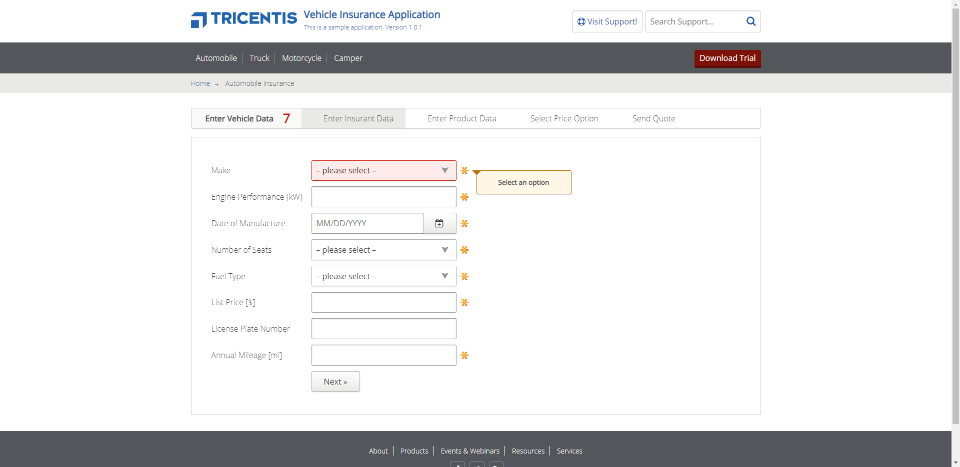 TRICENTIS Vehicle Insurance Application
This is a sample application. Version 1.0.1
Visit Support!
Search Support...
Automobile Truck Motorcycle Camper
Download Trial
Home → Automobile Insurance
Enter Vehicle Data 7 Enter Insurant Data Enter Product Data Select Price Option Send Quote
Make – please select –
Select an option
Engine Performance [kW]
Date of Manufacture MM/DD/YYYY
Number of Seats – please select –
Fuel Type – please select –
List Price [$]
License Plate Number
Annual Mileage [mi]
Next »
About Products Events & Webinars Resources Services